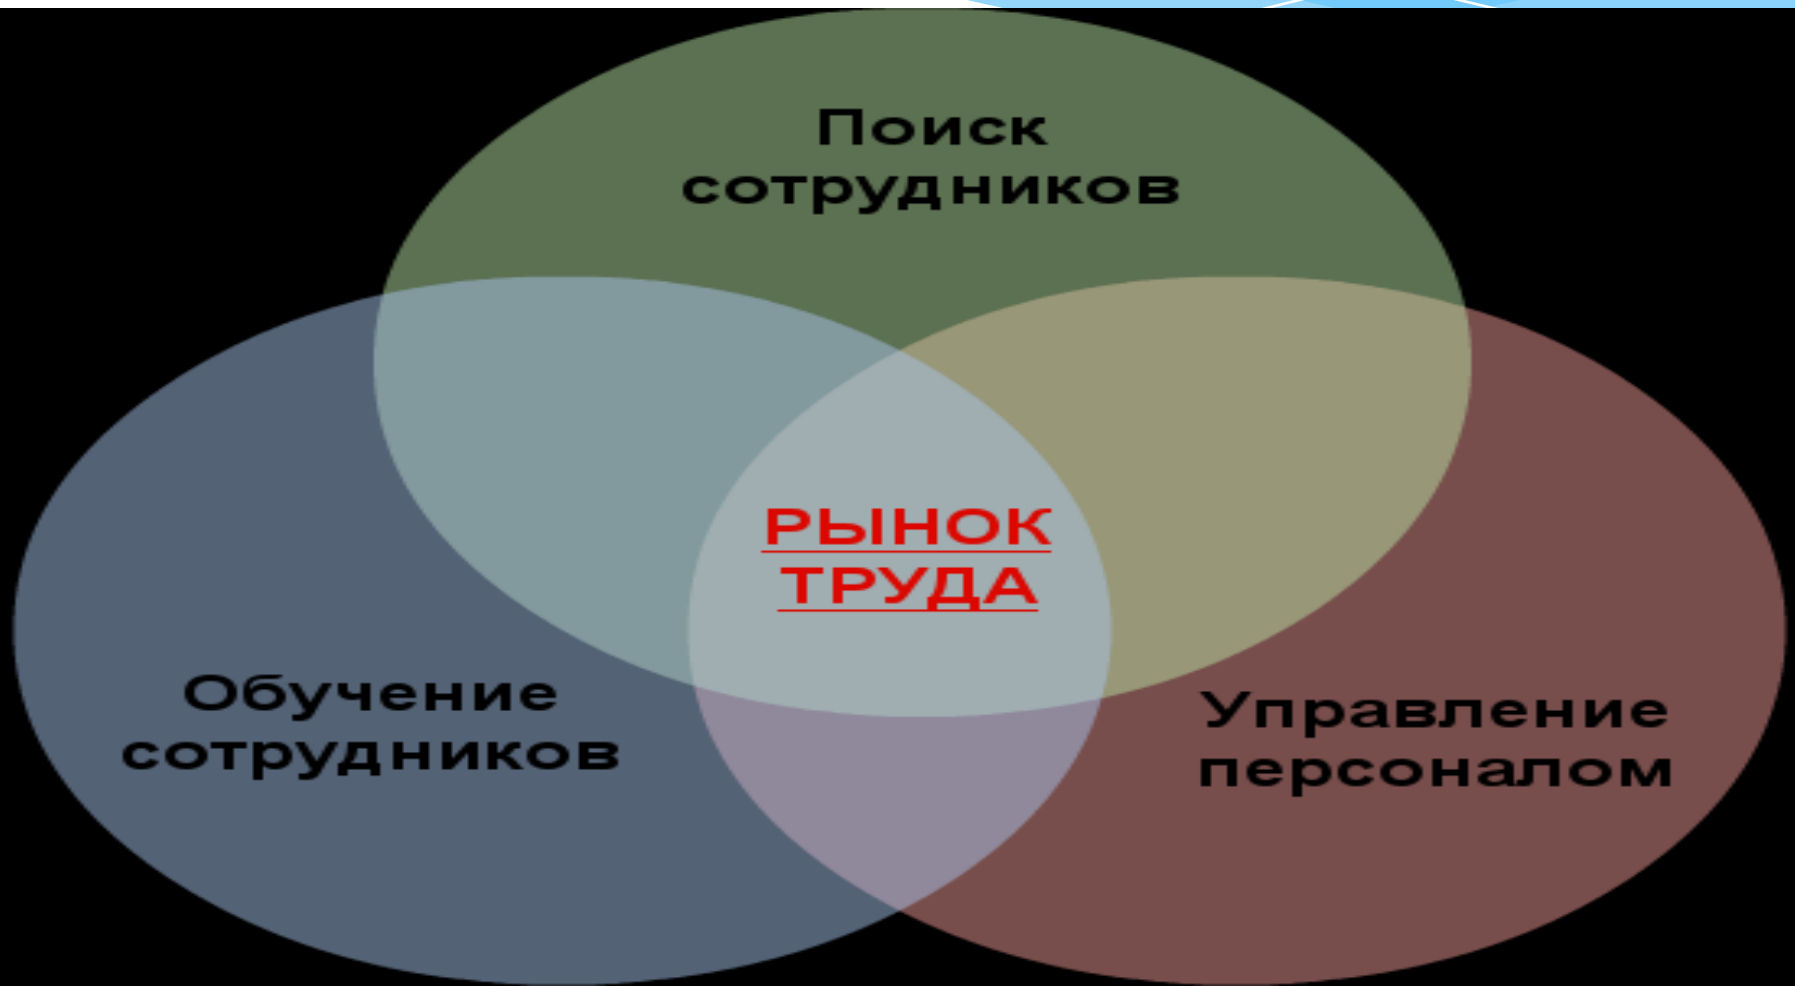 Поиск
сотрудников
РЫНОК
ТРУДА
Обучение
сотрудников
Управление
персоналом